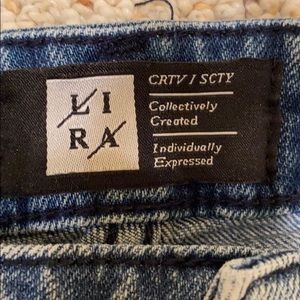 LI
RA
CRTV / SCTY
Collectively
Created
Individually
Expressed